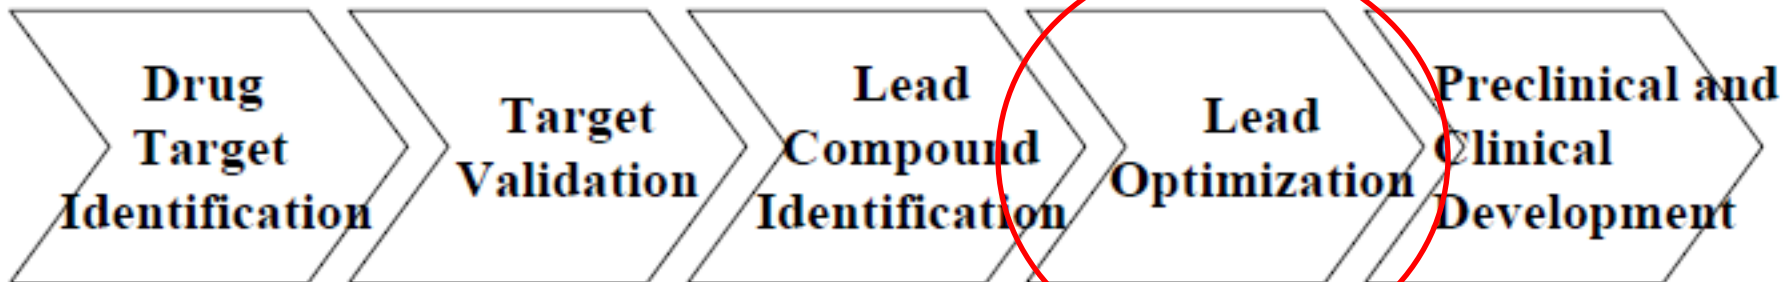 Drug
Target
Identification
Target
Validation
Lead
Compound
Identification
Lead
Optimization
Preclinical and
Clinical
Development